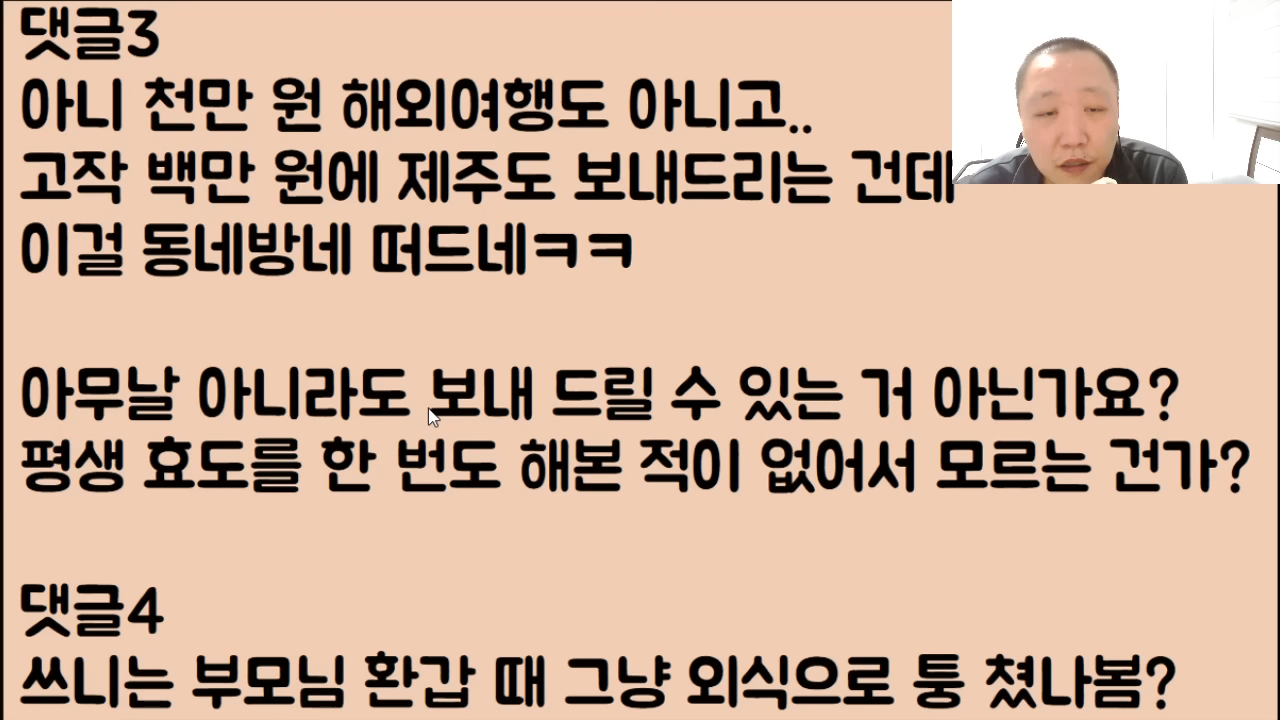 댓글3
아니 천만 원 해외여행도 아니고..
고작 백만 원에 제주도 보내드리는 건데
이걸 동네방네 떠드네ㅋㅋ
아무날 아니라도 보내 드릴 수 있는 거 아닌가요?
평생 효도를 한 번도 해본 적이 없어서 모르는 건가?
댓글4
쓰니는 부모님 환갑 때 그냥 외식으로 퉁 쳤나봄?